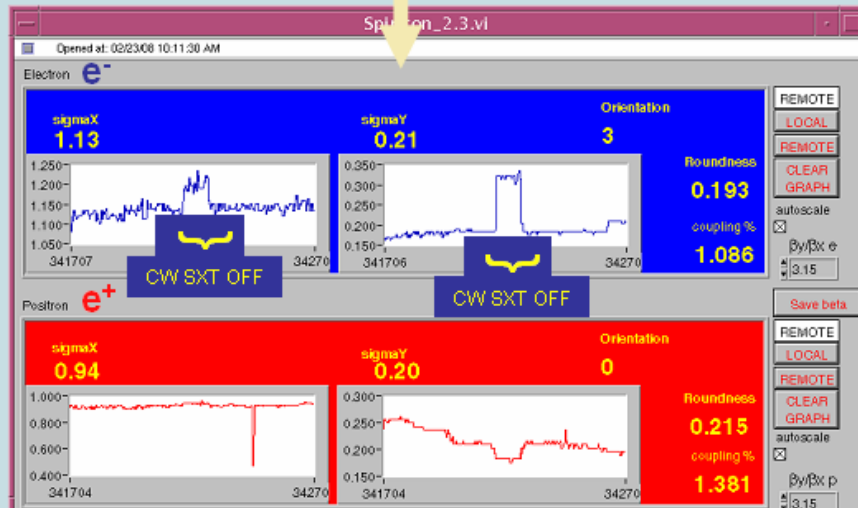 Spi con_2.3.vi
Opened at: 02/23/08 10:11:30 AM
Electron e-
sigmaX
1.13
sigmaY
0.21
Orientation
3
Roundness
0.193
coupling %
1.086
1.250
1.200
1.150
1.100
1.050
341707
34270
CW SXT OFF
0.350
0.300
0.250
0.200
0.150
341706
34270
CW SXT OFF
REMOTE
LOCAL
REMOTE
CLEAR
GRAPH
autoscale
βy/βx e
3.15
Save beta
Positron e+
sigmaX
0.94
sigmaY
0.20
Orientation
0
Roundness
0.215
coupling %
1.381
1.000
0.800
0.600
0.400
341704
34270
0.300
0.250
0.200
0.150
341704
34270
REMOTE
LOCAL
REMOTE
CLEAR
GRAPH
autoscale
βy/βx p
3.15